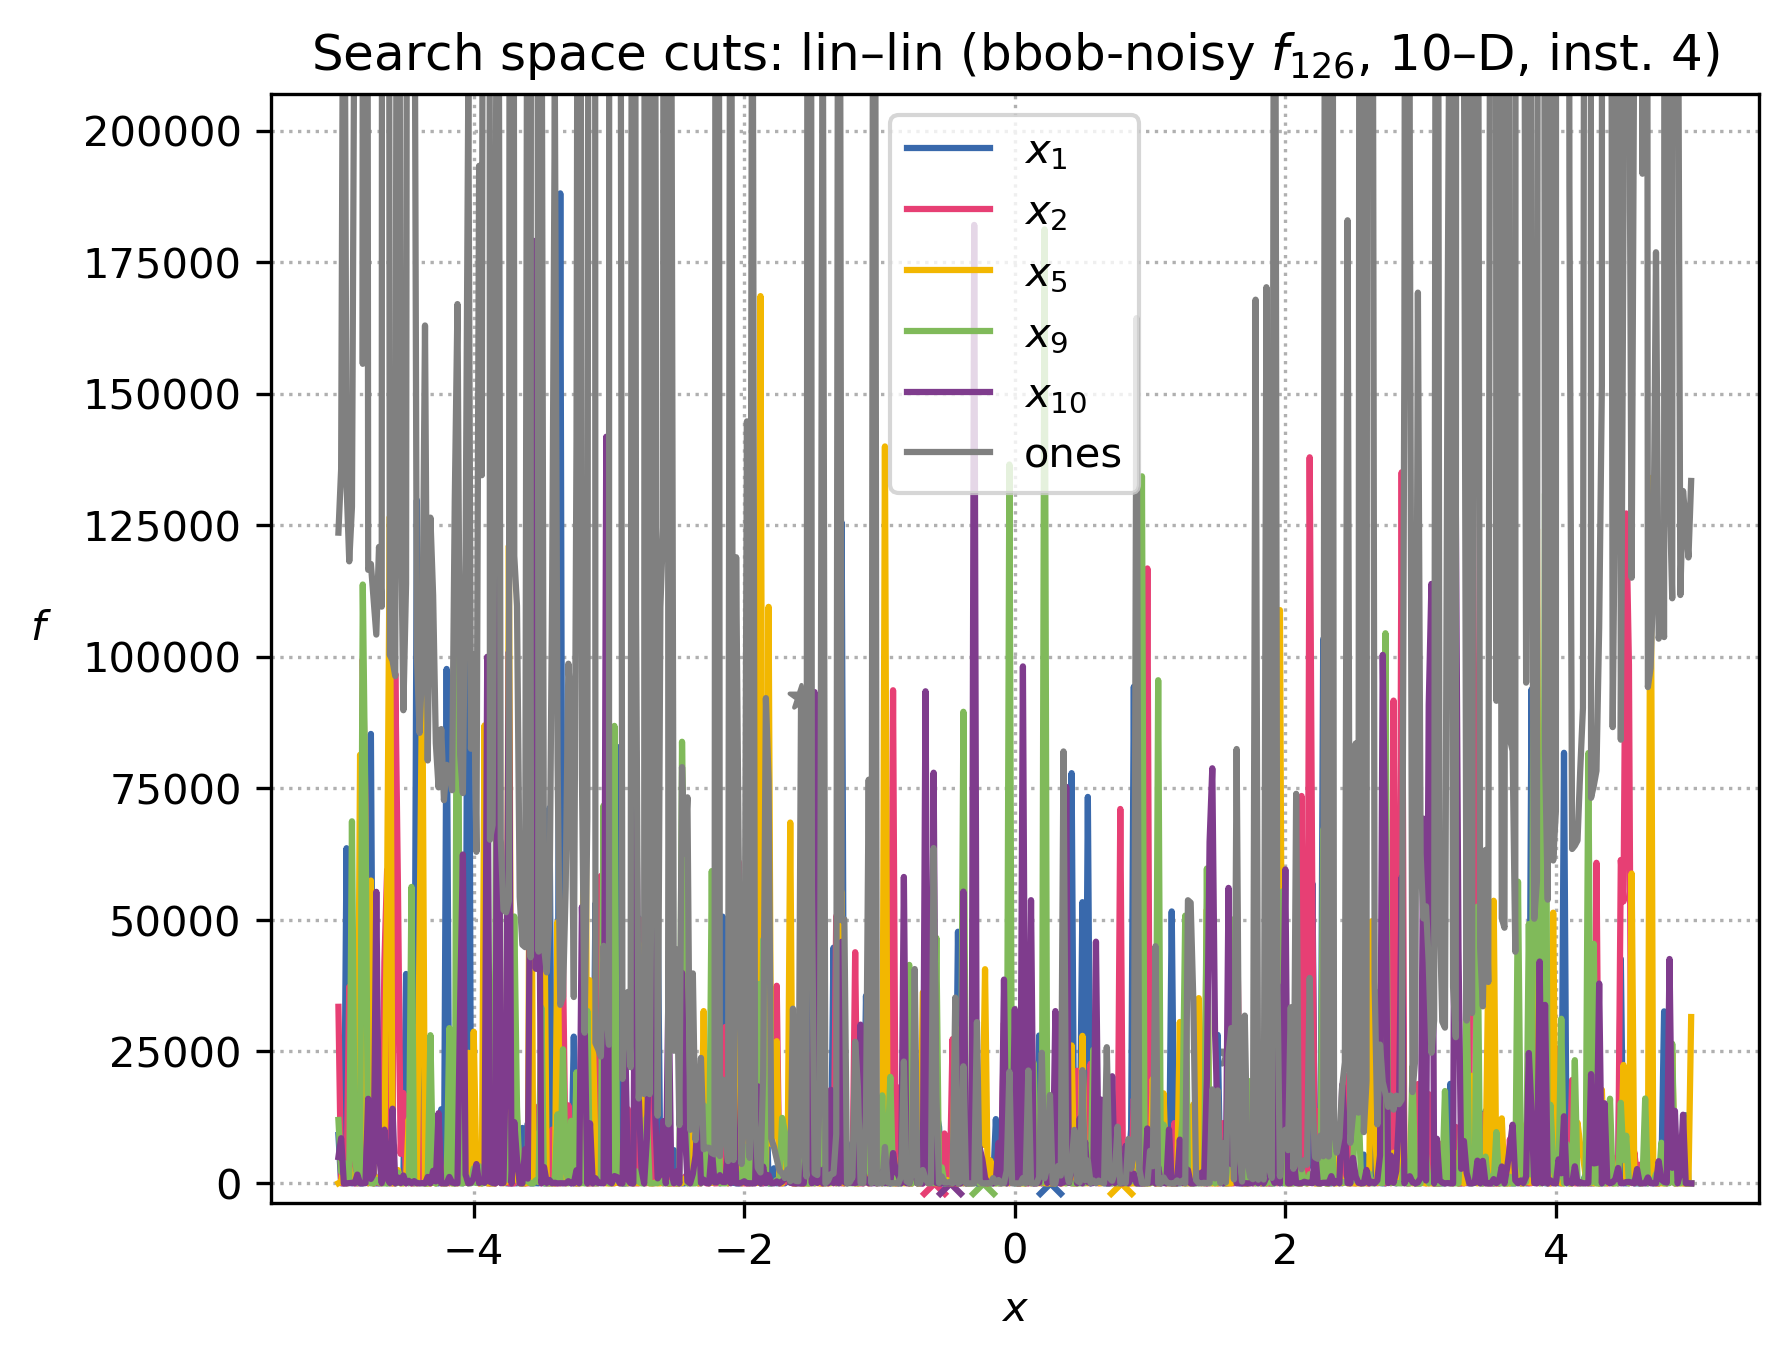 Search space cuts: lin–lin (bbob-noisy f126, 10–D, inst. 4)
200000
175000
150000
125000
100000
75000
50000
25000
0
f
x1
x2
x5
x9
x10
ones
−4
−2
0
2
4
x